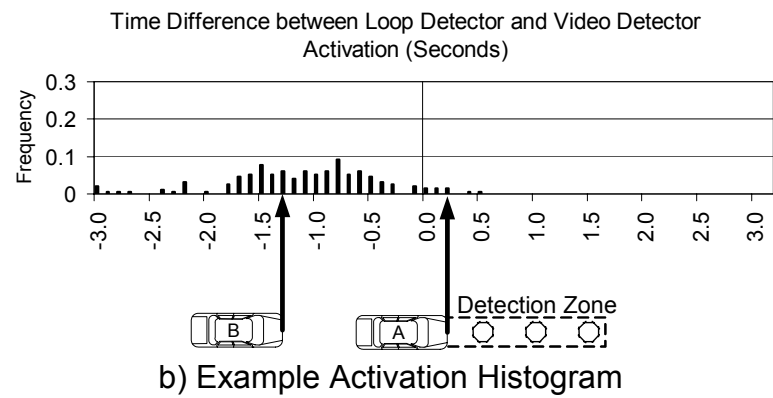 Time Difference between Loop Detector and Video Detector
Activation (Seconds)
0.3
0.2
0.1
0
Frequency
-3.0 -2.5 -2.0 -1.5 -1.0 -0.5 0.0 0.5 1.0 1.5 2.0 2.5 3.0
Detection Zone
B A
b) Example Activation Histogram